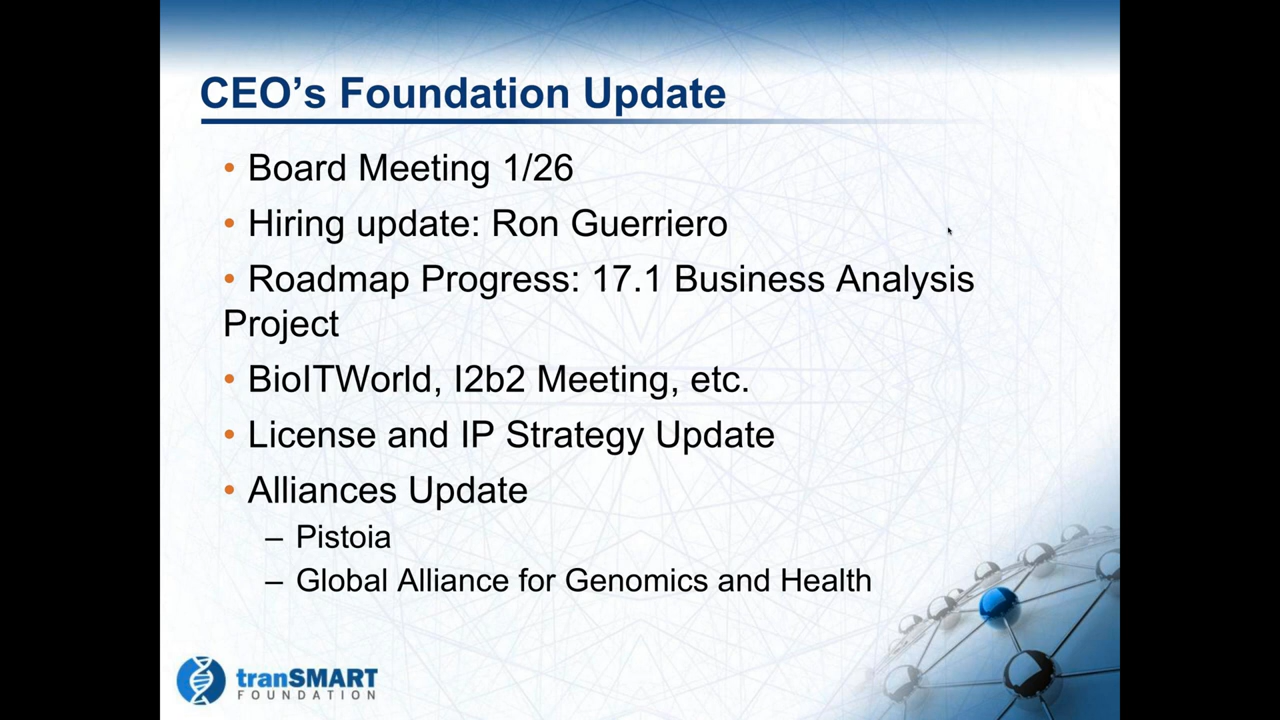 CEO’s Foundation Update
• Board Meeting 1/26
• Hiring update: Ron Guerriero
• Roadmap Progress: 17.1 Business Analysis
Project
• BioITWorld, I2b2 Meeting, etc.
• License and IP Strategy Update
• Alliances Update
– Pistoia
– Global Alliance for Genomics and Health
tranSMART
FOUNDATION